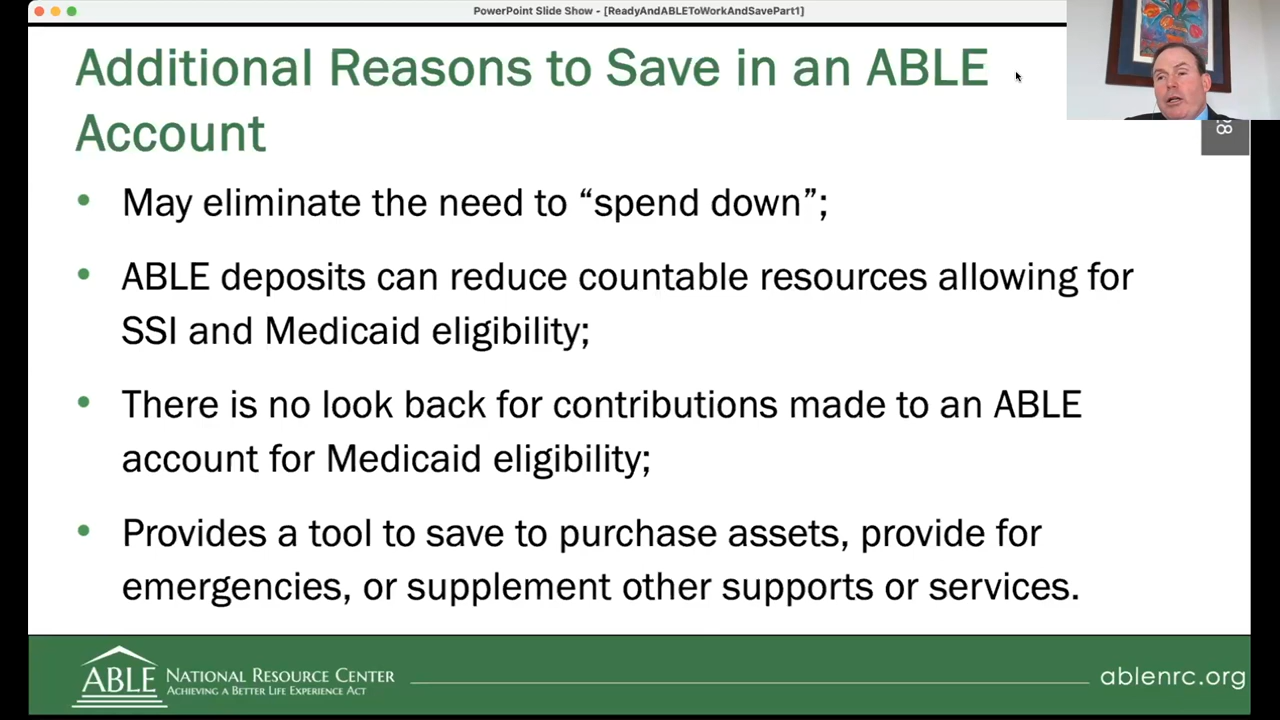 PowerPoint Slide Show - [ReadyAndABLEToWorkAndSavePart1]
Additional Reasons to Save in an ABLE
Account
28
• May eliminate the need to “spend down”;
• ABLE deposits can reduce countable resources allowing for
SSI and Medicaid eligibility;
• There is no look back for contributions made to an ABLE
account for Medicaid eligibility;
• Provides a tool to save to purchase assets, provide for
emergencies, or supplement other supports or services.
ABLE NATIONAL RESOURCE CENTER
ACHIEVING A BETTER LIFE EXPERIENCE ACT
ablenrc.org